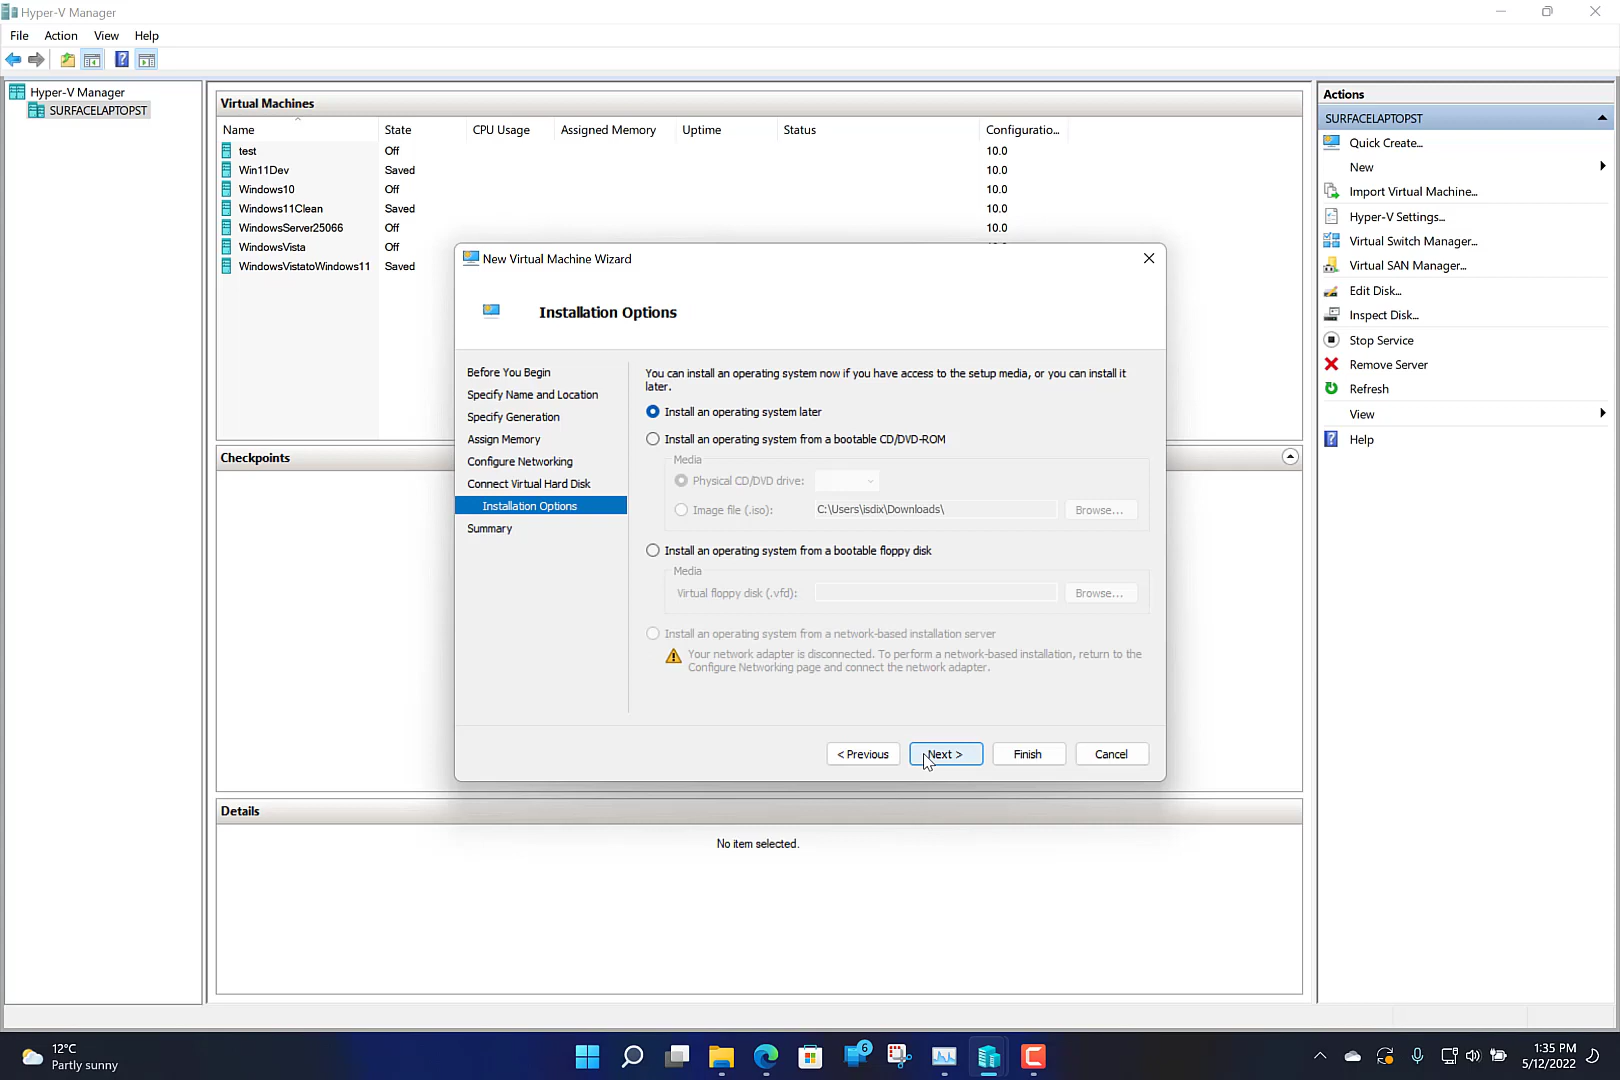 Hyper-V Manager
File Action View Help
Hyper-V Manager
SURFACELAPTOPST
Virtual Machines
Name State CPU Usage Assigned Memory Uptime Status Configuratio...
test Off 10.0
Win11Dev Saved 10.0
Windows10 Off 10.0
Windows11Clean Saved 10.0
WindowsServer25066 Off 10.0
WindowsVista Off
WindowsVistatoWindows11 Saved
Checkpoints
Details
No item selected.
New Virtual Machine Wizard
Installation Options
Before You Begin
Specify Name and Location
Specify Generation
Assign Memory
Configure Networking
Connect Virtual Hard Disk
Installation Options
Summary
You can install an operating system now if you have access to the setup media, or you can install it
later.
Install an operating system later
Install an operating system from a bootable CD/DVD-ROM
Media
Physical CD/DVD drive:
Image file (.iso): C:\Users\isdix\Downloads\ Browse...
Install an operating system from a bootable floppy disk
Media
Virtual floppy disk (.vfd): Browse...
Install an operating system from a network-based installation server
Your network adapter is disconnected. To perform a network-based installation, return to the
Configure Networking page and connect the network adapter.
< Previous Next > Finish Cancel
Actions
SURFACELAPTOPST
Quick Create...
New
Import Virtual Machine...
Hyper-V Settings...
Virtual Switch Manager...
Virtual SAN Manager...
Edit Disk...
Inspect Disk...
Stop Service
Remove Server
Refresh
View
Help
12°C
Partly sunny
6
1:35 PM
5/12/2022